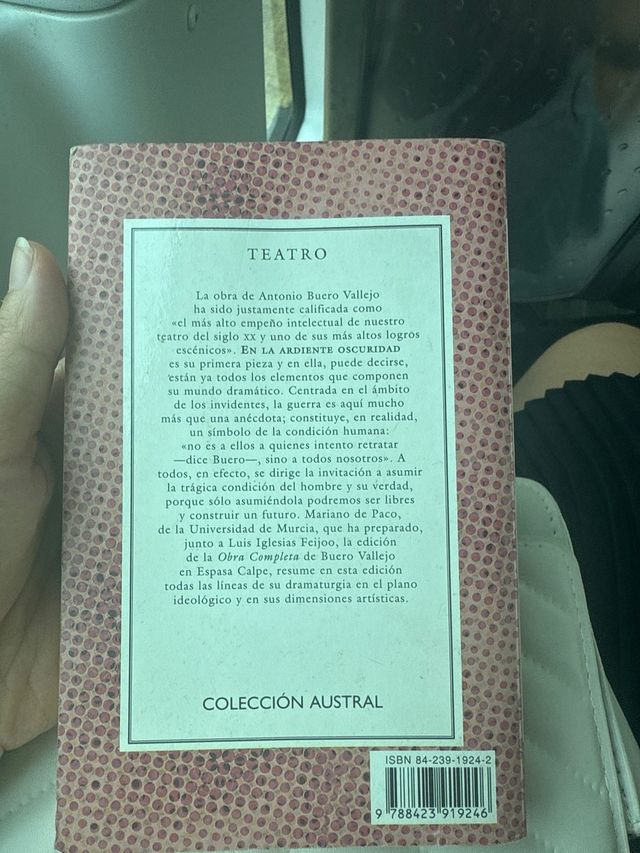 TEATRO
La obra de Antonio Buero Vallejo
ha sido justamente calificada como
«el más alto empeño intelectual de nuestro
teatro del siglo XX y uno de sus más altos logros
escénicos». EN LA ARDIENTE OSCURIDAD
es su primera pieza y en ella, puede decirse,
están ya todos los elementos que componen
su mundo dramático. Centrada en el ámbito
de los invidentes, la guerra es aquí mucho
más que una anécdota; constituye, en realidad,
un símbolo de la condición humana:
«no es a ellos a quienes intento retratar
—dice Buero—, sino a todos nosotros». A
todos, en efecto, se dirige la invitación a asumir
la trágica condición del hombre y su verdad,
porque sólo asumiéndola podremos ser libres
y construir un futuro. Mariano de Paco,
de la Universidad de Murcia, que ha preparado,
junto a Luis Iglesias Feijoo, la edición
de la Obra Completa de Buero Vallejo
en Espasa Calpe, resume en esta edición
todas las líneas de su dramaturgia en el plano
ideológico y en sus dimensiones artísticas.
COLECCIÓN AUSTRAL
ISBN 84-239-1924-2
9 788423 919246